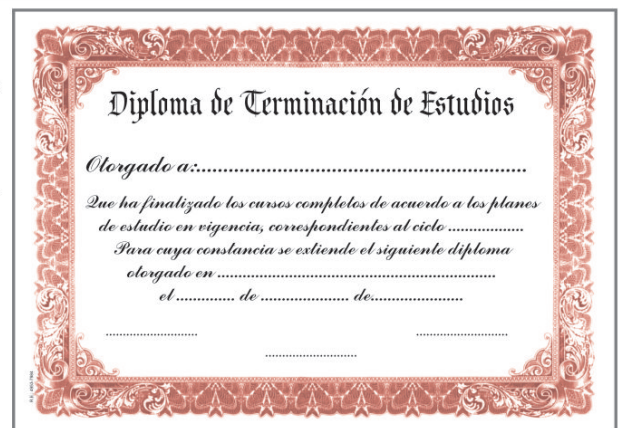 Diploma de Terminación de Estudios
Otorgado a:..........................................................
Que ha finalizado los cursos completos de acuerdo a los planes
de estudio en vigencia, correspondientes al ciclo ..................
Para cuya constancia se extiende el siguiente diploma
otorgado en .................................................................
el .............. de ..................... de......................